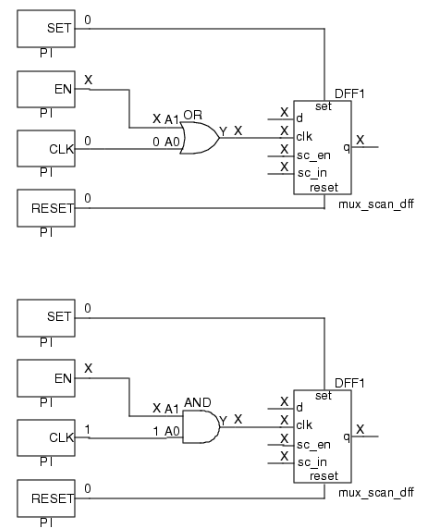 SET 0
PI
DFF1
EN X
PI
set
X d
X A1 OR
Y X
X clk
q X
CLK 0
0 A0
X sc_en
PI
X sc_in
RESET 0
reset
PI
mux_scan_dff
SET 0
PI
DFF1
EN X
PI
set
X d
X A1 AND
Y X
X clk
q X
CLK 1
1 A0
X sc_en
PI
X sc_in
RESET 0
reset
PI
mux_scan_dff